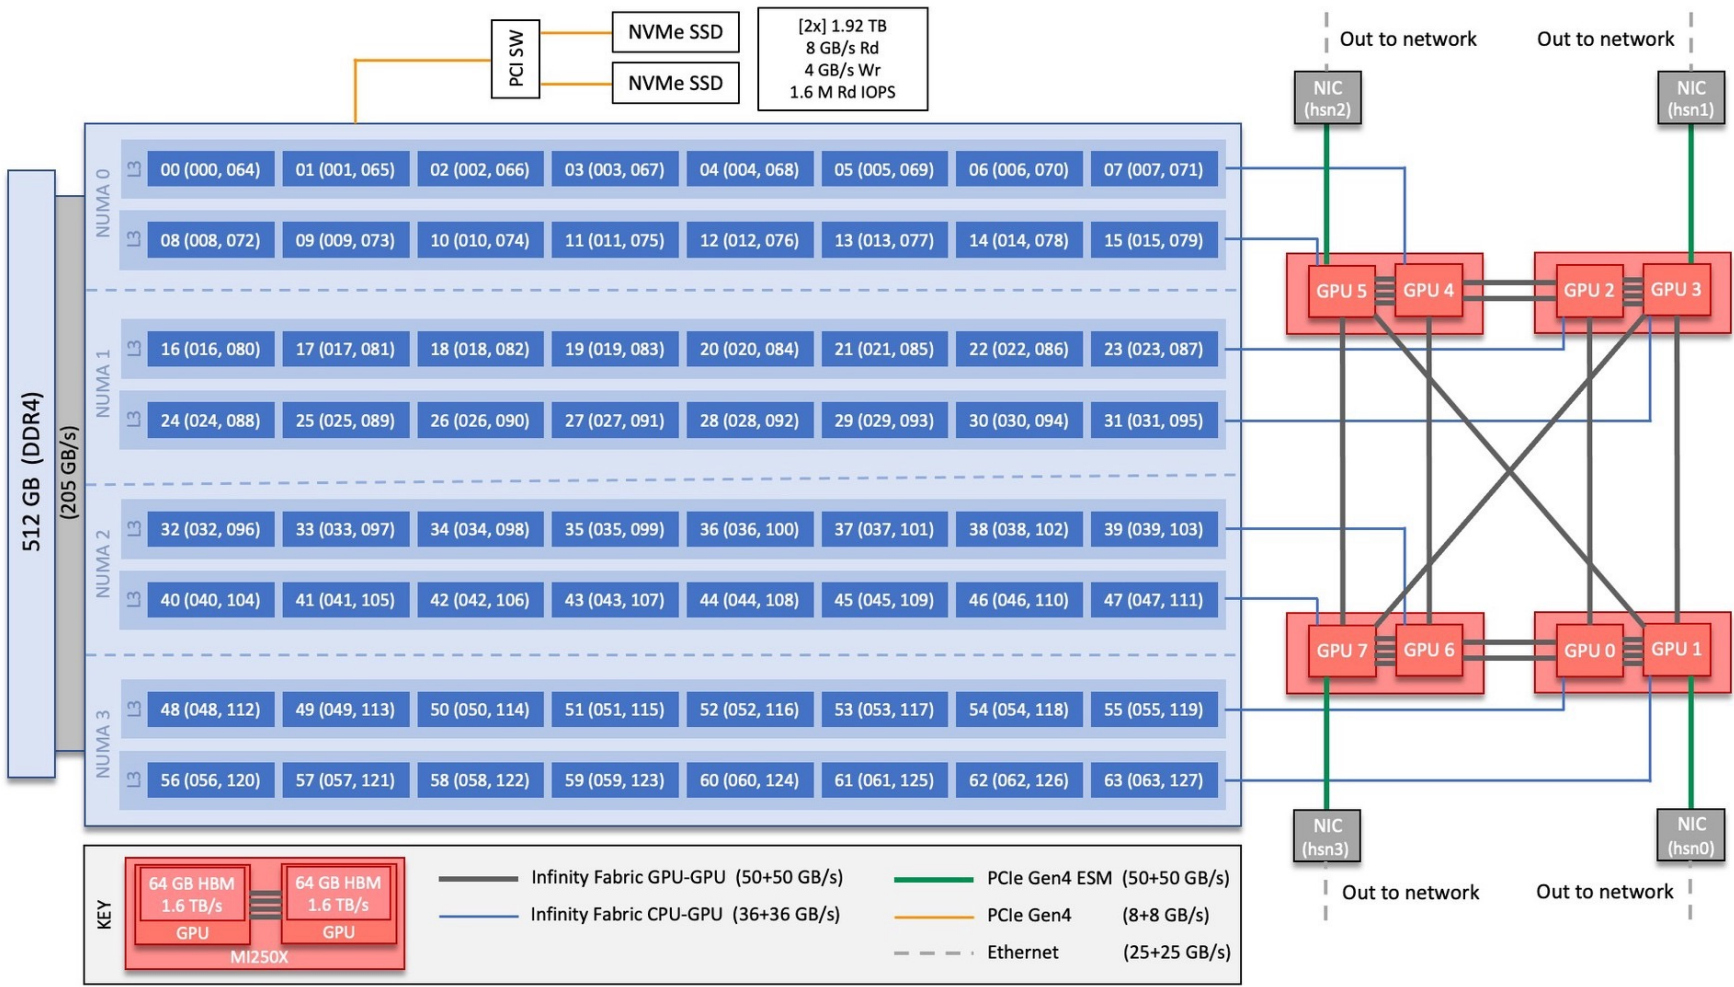 PCI SW
NVMe SSD
NVMe SSD
[2x] 1.92 TB
8 GB/s Rd
4 GB/s Wr
1.6 M Rd IOPS
Out to network
Out to network
NIC
(hsn2)
NIC
(hsn1)
512 GB (DDR4)
(205 GB/s)
NUMA 0
L3
00 (000, 064)
01 (001, 065)
02 (002, 066)
03 (003, 067)
04 (004, 068)
05 (005, 069)
06 (006, 070)
07 (007, 071)
L3
08 (008, 072)
09 (009, 073)
10 (010, 074)
11 (011, 075)
12 (012, 076)
13 (013, 077)
14 (014, 078)
15 (015, 079)
GPU 5
GPU 4
GPU 2
GPU 3
NUMA 1
L3
16 (016, 080)
17 (017, 081)
18 (018, 082)
19 (019, 083)
20 (020, 084)
21 (021, 085)
22 (022, 086)
23 (023, 087)
L3
24 (024, 088)
25 (025, 089)
26 (026, 090)
27 (027, 091)
28 (028, 092)
29 (029, 093)
30 (030, 094)
31 (031, 095)
NUMA 2
L3
32 (032, 096)
33 (033, 097)
34 (034, 098)
35 (035, 099)
36 (036, 100)
37 (037, 101)
38 (038, 102)
39 (039, 103)
L3
40 (040, 104)
41 (041, 105)
42 (042, 106)
43 (043, 107)
44 (044, 108)
45 (045, 109)
46 (046, 110)
47 (047, 111)
GPU 7
GPU 6
GPU 0
GPU 1
NUMA 3
L3
48 (048, 112)
49 (049, 113)
50 (050, 114)
51 (051, 115)
52 (052, 116)
53 (053, 117)
54 (054, 118)
55 (055, 119)
L3
56 (056, 120)
57 (057, 121)
58 (058, 122)
59 (059, 123)
60 (060, 124)
61 (061, 125)
62 (062, 126)
63 (063, 127)
NIC
(hsn3)
NIC
(hsn0)
Out to network
Out to network
KEY
64 GB HBM
1.6 TB/s
GPU
64 GB HBM
1.6 TB/s
GPU
MI250X
Infinity Fabric GPU-GPU (50+50 GB/s)
Infinity Fabric CPU-GPU (36+36 GB/s)
PCIe Gen4 ESM (50+50 GB/s)
PCIe Gen4 (8+8 GB/s)
Ethernet (25+25 GB/s)